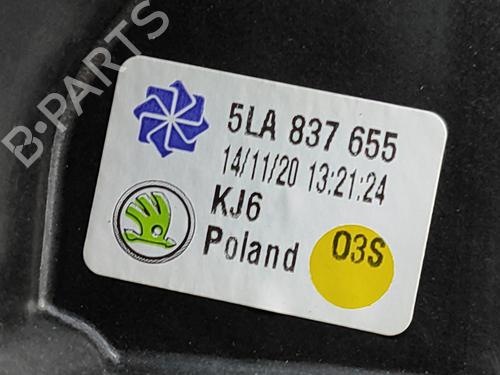 B-PARTS
5LA 837 655
14/11/20 13:21:24
KJ6
Poland
03S